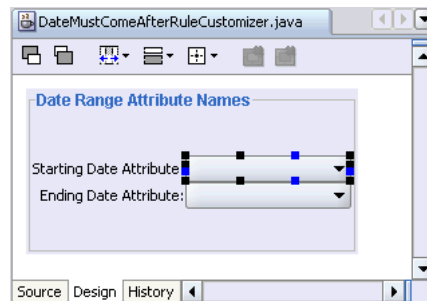 DateMustComeAfterRuleCustomizer.java
Date Range Attribute Names
Starting Date Attribute
Ending Date Attribute:
Source Design History